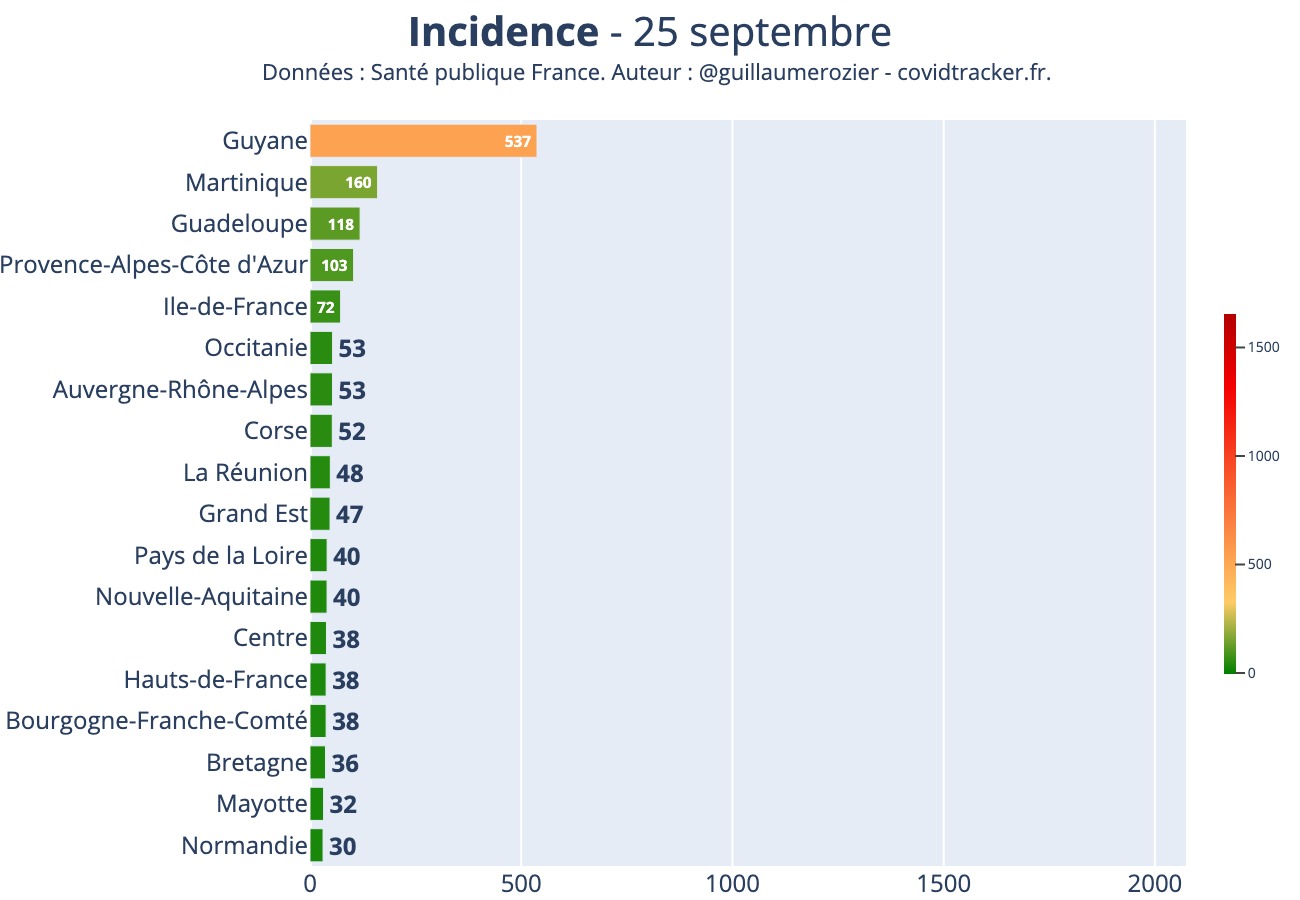 Incidence - 25 septembre
Données : Santé publique France. Auteur : @guillaumerozier - covidtracker.fr.
Guyane 537
Martinique 160
Guadeloupe 118
Provence-Alpes-Côte d'Azur 103
Ile-de-France 72
Occitanie 53
Auvergne-Rhône-Alpes 53
Corse 52
La Réunion 48
Grand Est 47
Pays de la Loire 40
Nouvelle-Aquitaine 40
Centre 38
Hauts-de-France 38
Bourgogne-Franche-Comté 38
Bretagne 36
Mayotte 32
Normandie 30
0 500 1000 1500 2000
1500
1000
500
0